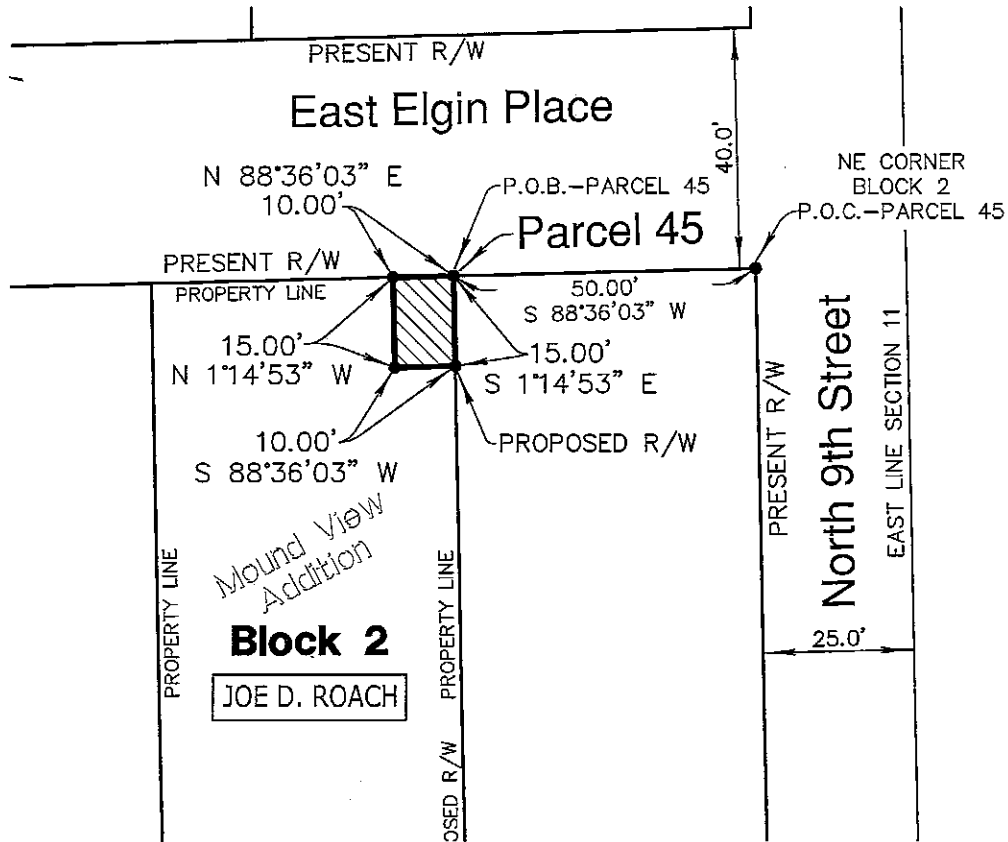 PRESENT R/W
East Elgin Place
40.0'
N 88°36'03" E
10.00'
P.O.B.-PARCEL 45
NE CORNER
BLOCK 2
P.O.C.-PARCEL 45
Parcel 45
PRESENT R/W
PROPERTY LINE
50.00'
S 88°36'03" W
15.00'
N 1°14'53" W
15.00'
S 1°14'53" E
10.00'
S 88°36'03" W
PROPOSED R/W
PRESENT R/W
North 9th Street
EAST LINE SECTION 11
25.0'
Mound View
Addition
Block 2
JOE D. ROACH
PROPERTY LINE
PROPERTY LINE
OSED R/W